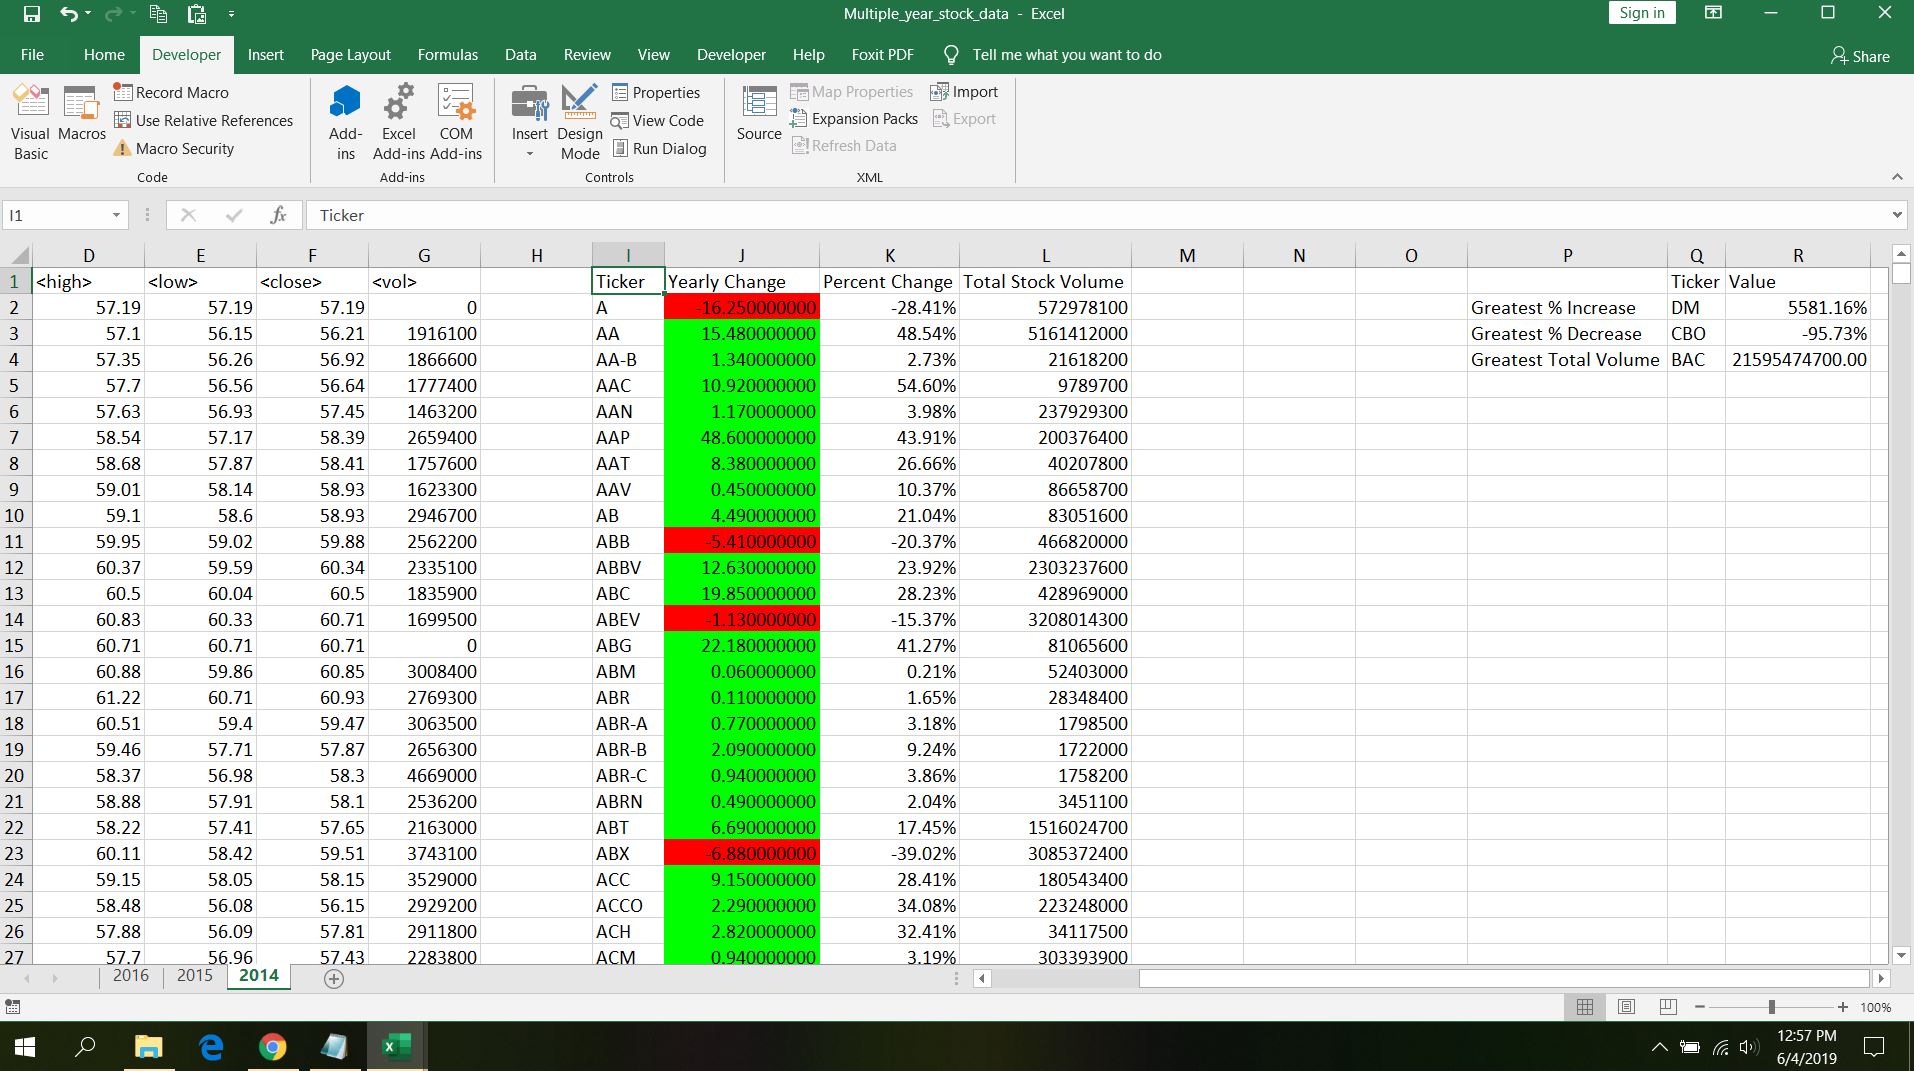 Multiple_year_stock_data - Excel
Sign in
File Home Developer Insert Page Layout Formulas Data Review View Developer Help Foxit PDF Tell me what you want to do Share
Visual Basic
Macros
Record Macro
Use Relative References
Macro Security
Code
Add-ins
Excel Add-ins
COM Add-ins
Add-ins
Insert
Design Mode
Properties
View Code
Run Dialog
Controls
Source
Map Properties
Expansion Packs
Refresh Data
Import
Export
XML
I1 fx Ticker
D E F G H I J K L M N O P Q R
1 <high> <low> <close> <vol> Ticker Yearly Change Percent Change Total Stock Volume Ticker Value
2 57.19 57.19 57.19 0 A -16.250000000 -28.41% 572978100 Greatest % Increase DM 5581.16%
3 57.1 56.15 56.21 1916100 AA 15.480000000 48.54% 5161412000 Greatest % Decrease CBO -95.73%
4 57.35 56.26 56.92 1866600 AA-B 1.340000000 2.73% 21618200 Greatest Total Volume BAC 21595474700.00
5 57.7 56.56 56.64 1777400 AAC 10.920000000 54.60% 9789700
6 57.63 56.93 57.45 1463200 AAN 1.170000000 3.98% 237929300
7 58.54 57.17 58.39 2659400 AAP 48.600000000 43.91% 200376400
8 58.68 57.87 58.41 1757600 AAT 8.380000000 26.66% 40207800
9 59.01 58.14 58.93 1623300 AAV 0.450000000 10.37% 86658700
10 59.1 58.6 58.93 2946700 AB 4.490000000 21.04% 83051600
11 59.95 59.02 59.88 2562200 ABB -5.410000000 -20.37% 466820000
12 60.37 59.59 60.34 2335100 ABBV 12.630000000 23.92% 2303237600
13 60.5 60.04 60.5 1835900 ABC 19.850000000 28.23% 428969000
14 60.83 60.33 60.71 1699500 ABEV -1.130000000 -15.37% 3208014300
15 60.71 60.71 60.71 0 ABG 22.180000000 41.27% 81065600
16 60.88 59.86 60.85 3008400 ABM 0.060000000 0.21% 52403000
17 61.22 60.71 60.93 2769300 ABR 0.110000000 1.65% 28348400
18 60.51 59.4 59.47 3063500 ABR-A 0.770000000 3.18% 1798500
19 59.46 57.71 57.87 2656300 ABR-B 2.090000000 9.24% 1722000
20 58.37 56.98 58.3 4669000 ABR-C 0.940000000 3.86% 1758200
21 58.88 57.91 58.1 2536200 ABRN 0.490000000 2.04% 3451100
22 58.22 57.41 57.65 2163000 ABT 6.690000000 17.45% 1516024700
23 60.11 58.42 59.51 3743100 ABX -6.880000000 -39.02% 3085372400
24 59.15 58.05 58.15 3529000 ACC 9.150000000 28.41% 180543400
25 58.48 56.08 56.15 2929200 ACCO 2.290000000 34.08% 223248000
26 57.88 56.09 57.81 2911800 ACH 2.820000000 32.41% 34117500
27 57.7 56.96 57.43 2283800 ACM 0.940000000 3.19% 303393900
2016 2015 2014
100%
12:57 PM
6/4/2019